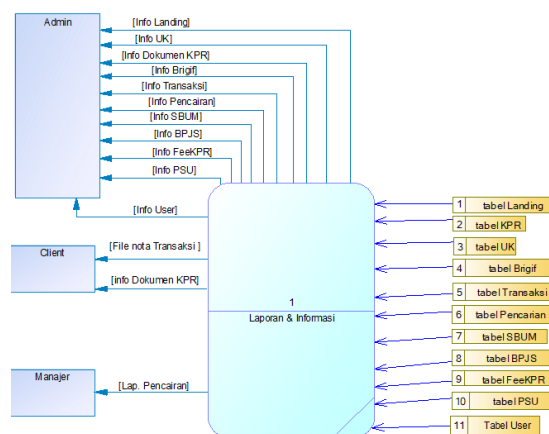 Admin
[Info Landing]
[Info UK]
[Info Dokumen KPR]
[Info Brigif]
[Info Transaksi]
[Info Pencairan]
[Info SBUM]
[Info BPJS]
[Info FeeKPR]
[Info PSU]
[Info User]
Client
[File nota Transaksi ]
[info Dokumen KPR]
Manajer
[Lap. Pencairan]
1
Laporan & Informasi
1 tabel Landing
2 tabel KPR
3 tabel UK
4 tabel Brigif
5 tabel Transaksi
6 tabel Pencarian
7 tabel SBUM
8 tabel BPJS
9 tabel FeeKPR
10 tabel PSU
11 Tabel User